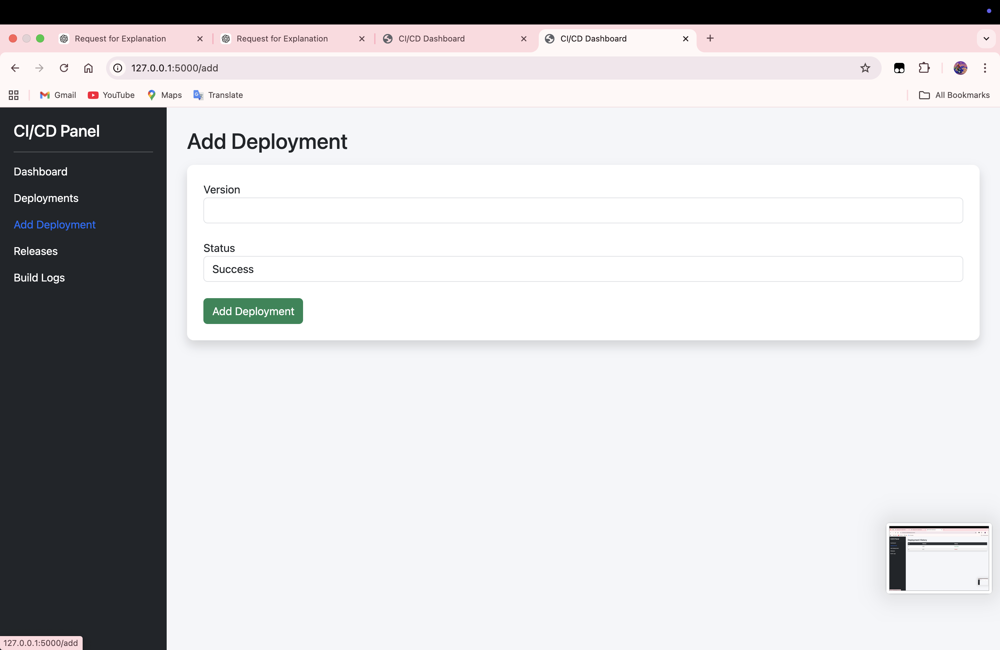 Request for Explanation
Request for Explanation
CI/CD Dashboard
CI/CD Dashboard
127.0.0.1:5000/add
Gmail
YouTube
Maps
Translate
All Bookmarks
CI/CD Panel
Dashboard
Deployments
Add Deployment
Releases
Build Logs
Add Deployment
Version
Status
Success
Add Deployment
Deployment History
127.0.0.1:5000/add